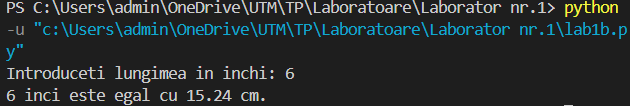 PS C:\Users\admin\OneDrive\UTM\TP\Laboratoare\Laborator nr.1> python
-u "c:\Users\admin\OneDrive\UTM\TP\Laboratoare\Laborator nr.1\lab1b.p
y"
Introduceti lungimea in inchi: 6
6 inci este egal cu 15.24 cm.